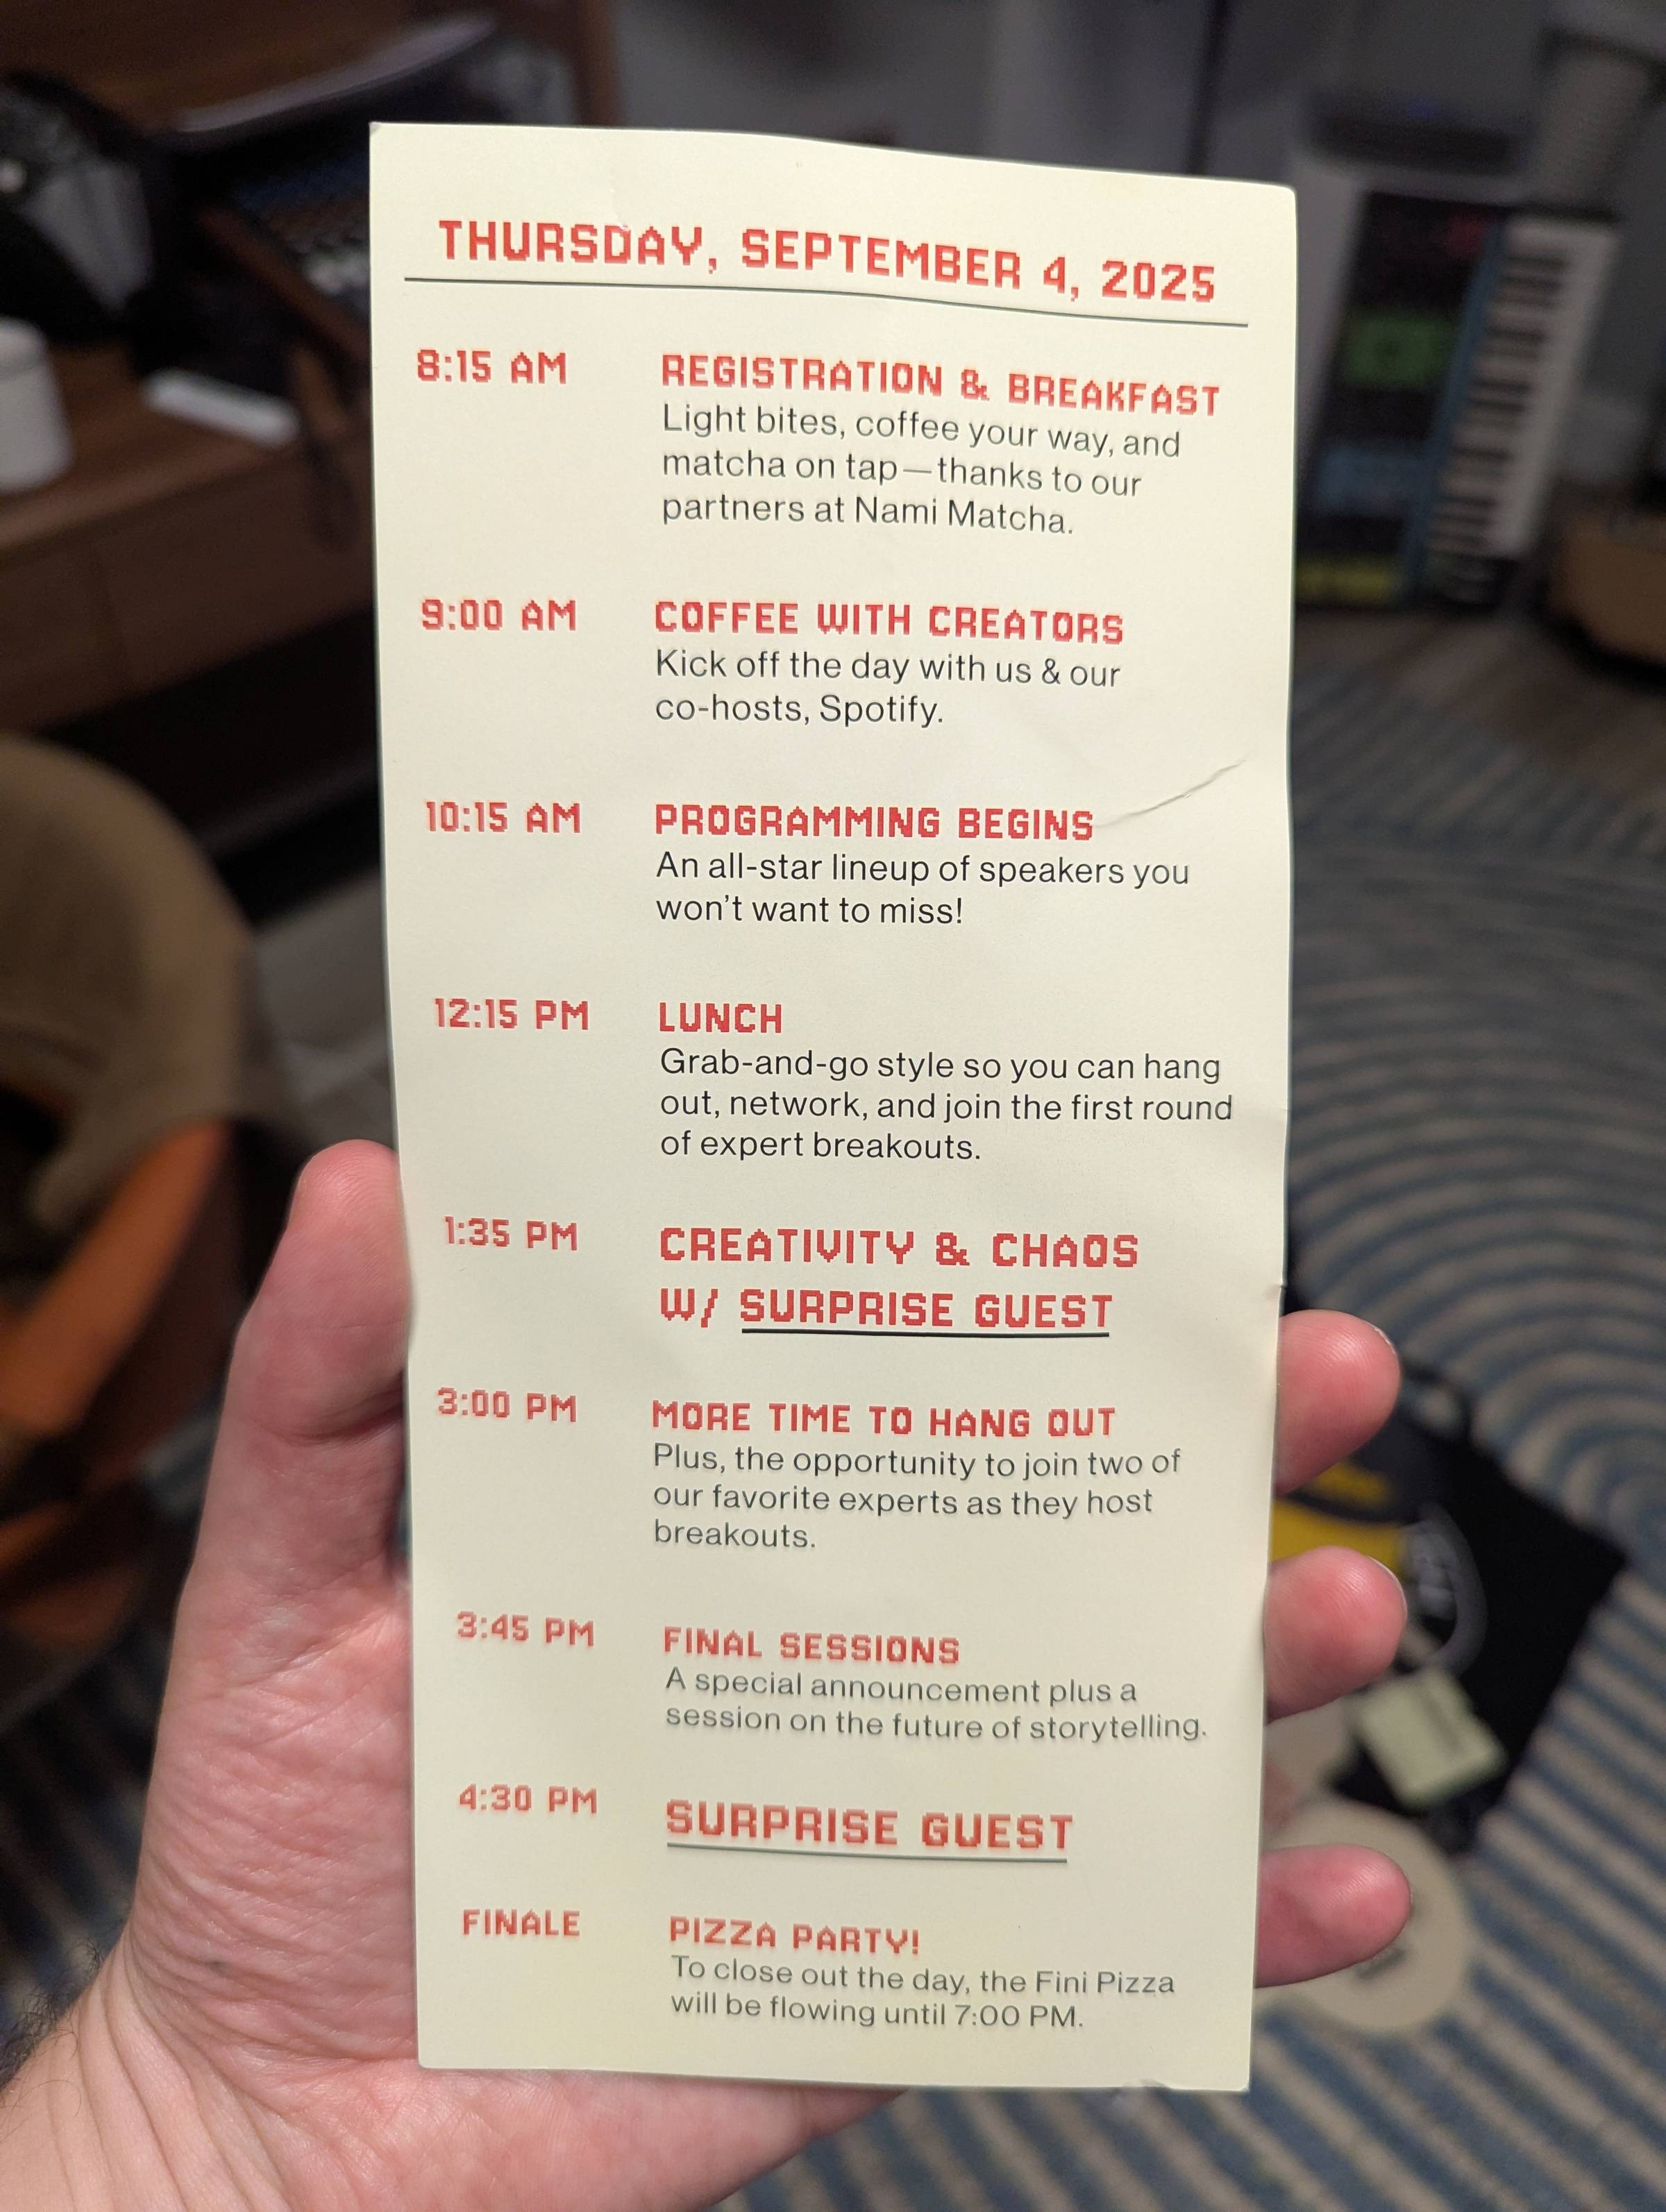 THURSDAY, SEPTEMBER 4, 2025
8:15 AM
REGISTRATION & BREAKFAST
Light bites, coffee your way, and
matcha on tap—thanks to our
partners at Nami Matcha.
9:00 AM
COFFEE WITH CREATORS
Kick off the day with us & our
co-hosts, Spotify.
10:15 AM
PROGRAMMING BEGINS
An all-star lineup of speakers you
won't want to miss!
12:15 PM
LUNCH
Grab-and-go style so you can hang
out, network, and join the first round
of expert breakouts.
1:35 PM
CREATIVITY & CHAOS
W/ SURPRISE GUEST
3:00 PM
MORE TIME TO HANG OUT
Plus, the opportunity to join two of
our favorite experts as they host
breakouts.
3:45 PM
FINAL SESSIONS
A special announcement plus a
session on the future of storytelling.
4:30 PM
SURPRISE GUEST
FINALE
PIZZA PARTY!
To close out the day, the Fini Pizza
will be flowing until 7:00 PM.